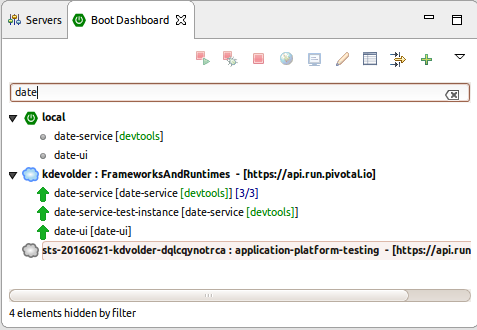 Servers
Boot Dashboard
date
local
date-service [devtools]
date-ui
kdevolder : FrameworksAndRuntimes - [https://api.run.pivotal.io]
date-service [date-service [devtools]] [3/3]
date-service-test-instance [date-service [devtools]]
date-ui [date-ui]
sts-20160621-kdvolder-dqlcqynotrca : application-platform-testing - [https://api.run
4 elements hidden by filter